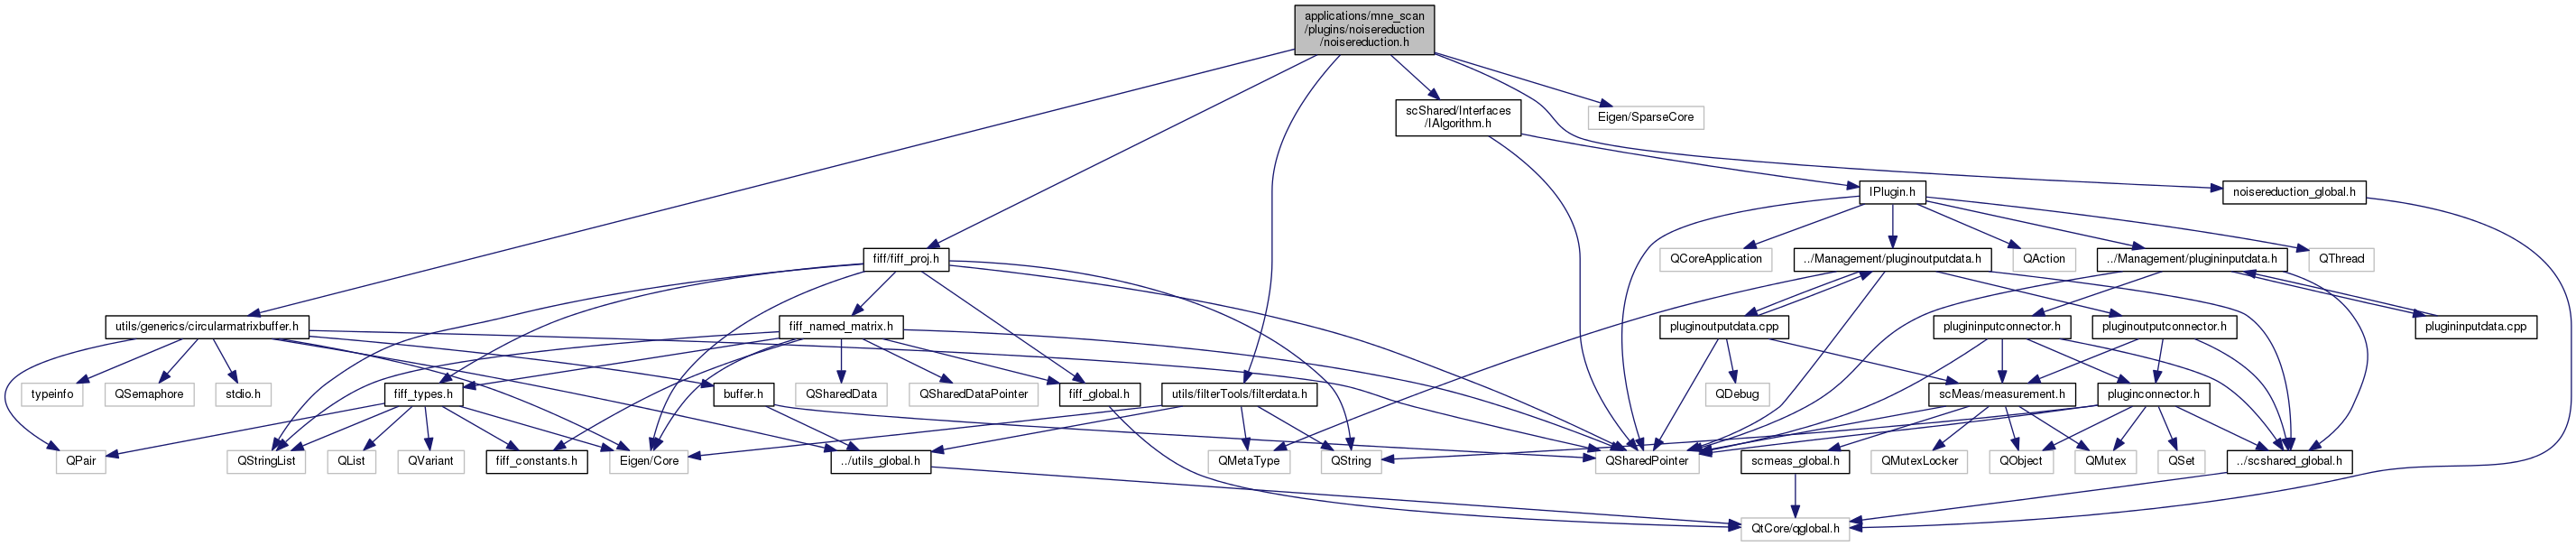 applications/mne_scan
/plugins/noisereduction
/noisereduction.h
scShared/Interfaces
/IAlgorithm.h
Eigen/SparseCore
IPlugin.h
noisereduction_global.h
fiff/fiff_proj.h
QCoreApplication
../Management/pluginoutputdata.h
QAction
../Management/plugininputdata.h
QThread
utils/generics/circularmatrixbuffer.h
fiff_named_matrix.h
pluginoutputdata.cpp
plugininputconnector.h
pluginoutputconnector.h
plugininputdata.cpp
typeinfo
QSemaphore
stdio.h
fiff_types.h
buffer.h
QSharedData
QSharedDataPointer
fiff_global.h
utils/filterTools/filterdata.h
QDebug
scMeas/measurement.h
pluginconnector.h
QPair
QStringList
QList
QVariant
fiff_constants.h
Eigen/Core
../utils_global.h
QMetaType
QString
QSharedPointer
scmeas_global.h
QMutexLocker
QObject
QMutex
QSet
../scshared_global.h
QtCore/qglobal.h